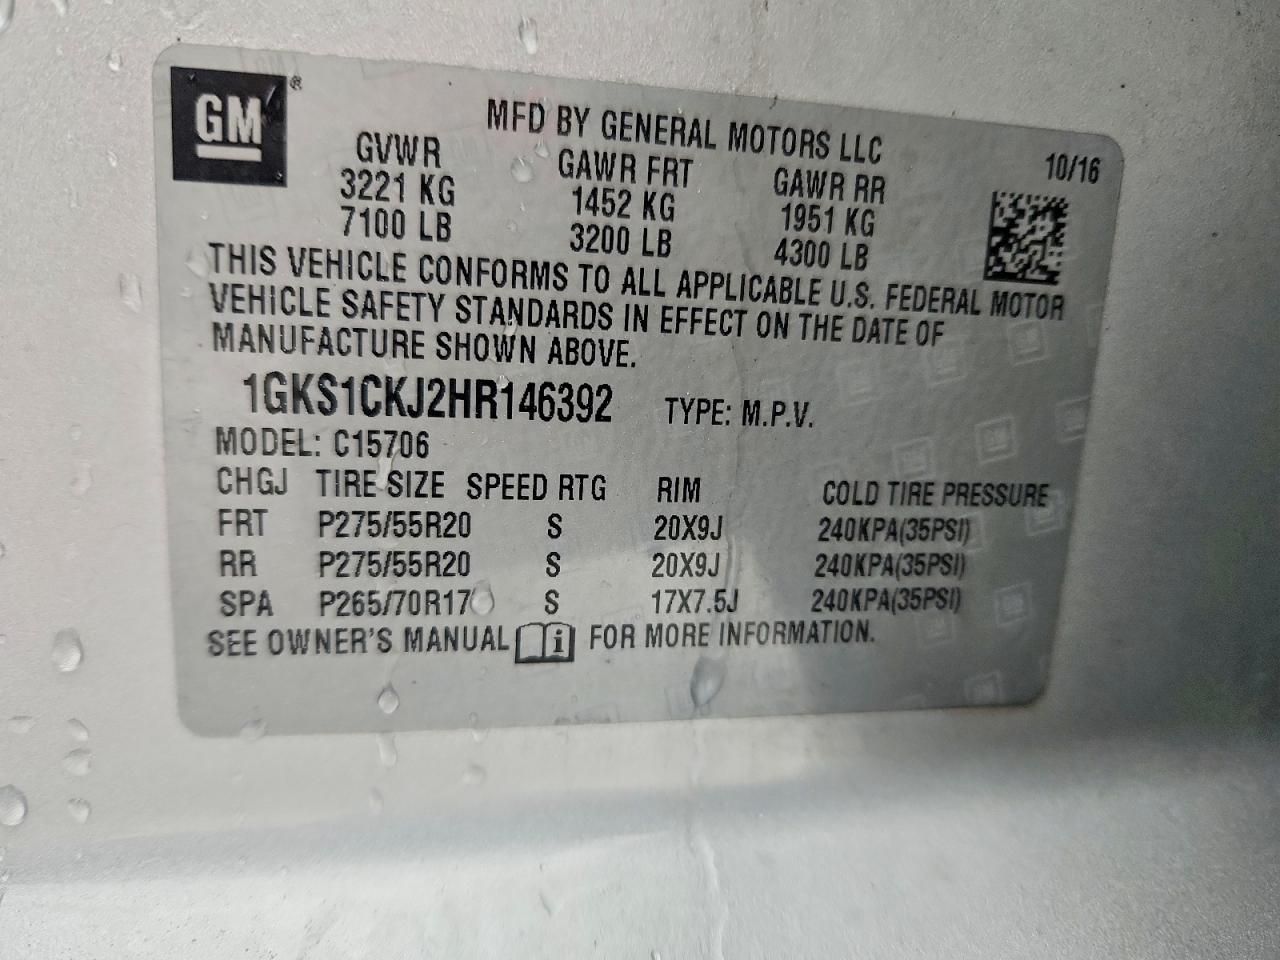 GM ®
MFD BY GENERAL MOTORS LLC
GVWR GAWR FRT GAWR RR 10/16
3221 KG 1452 KG 1951 KG
7100 LB 3200 LB 4300 LB
THIS VEHICLE CONFORMS TO ALL APPLICABLE U.S. FEDERAL MOTOR
VEHICLE SAFETY STANDARDS IN EFFECT ON THE DATE OF
MANUFACTURE SHOWN ABOVE.
1GKS1CKJ2HR146392 TYPE: M.P.V.
MODEL: C15706
CHGJ TIRE SIZE SPEED RTG RIM COLD TIRE PRESSURE
FRT P275/55R20 S 20X9J 240KPA(35PSI)
RR P275/55R20 S 20X9J 240KPA(35PSI)
SPA P265/70R17 S 17X7.5J 240KPA(35PSI)
SEE OWNER'S MANUAL i FOR MORE INFORMATION.